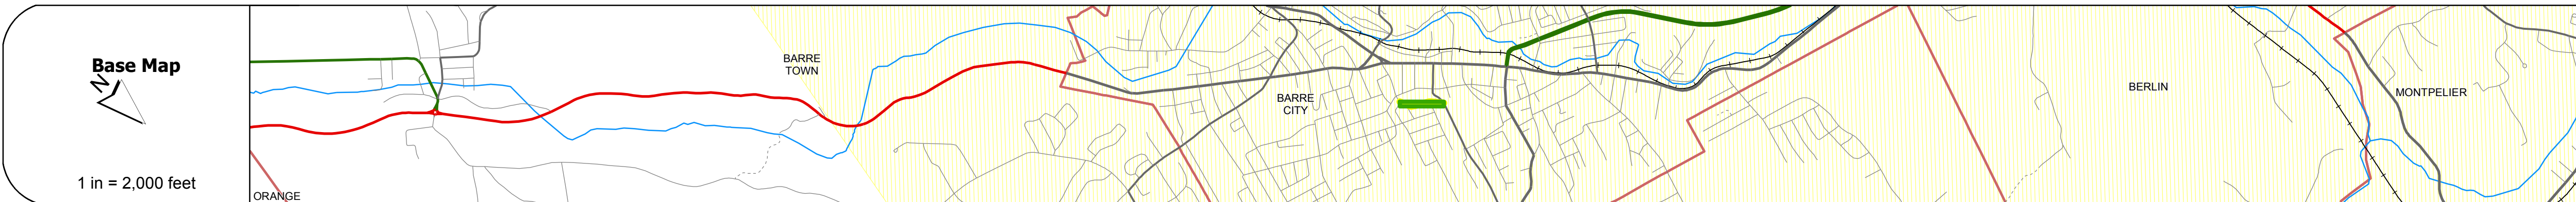 Base Map
N
1 in = 2,000 feet
ORANGE
BARRE
TOWN
BARRE
CITY
BERLIN
MONTPELIER